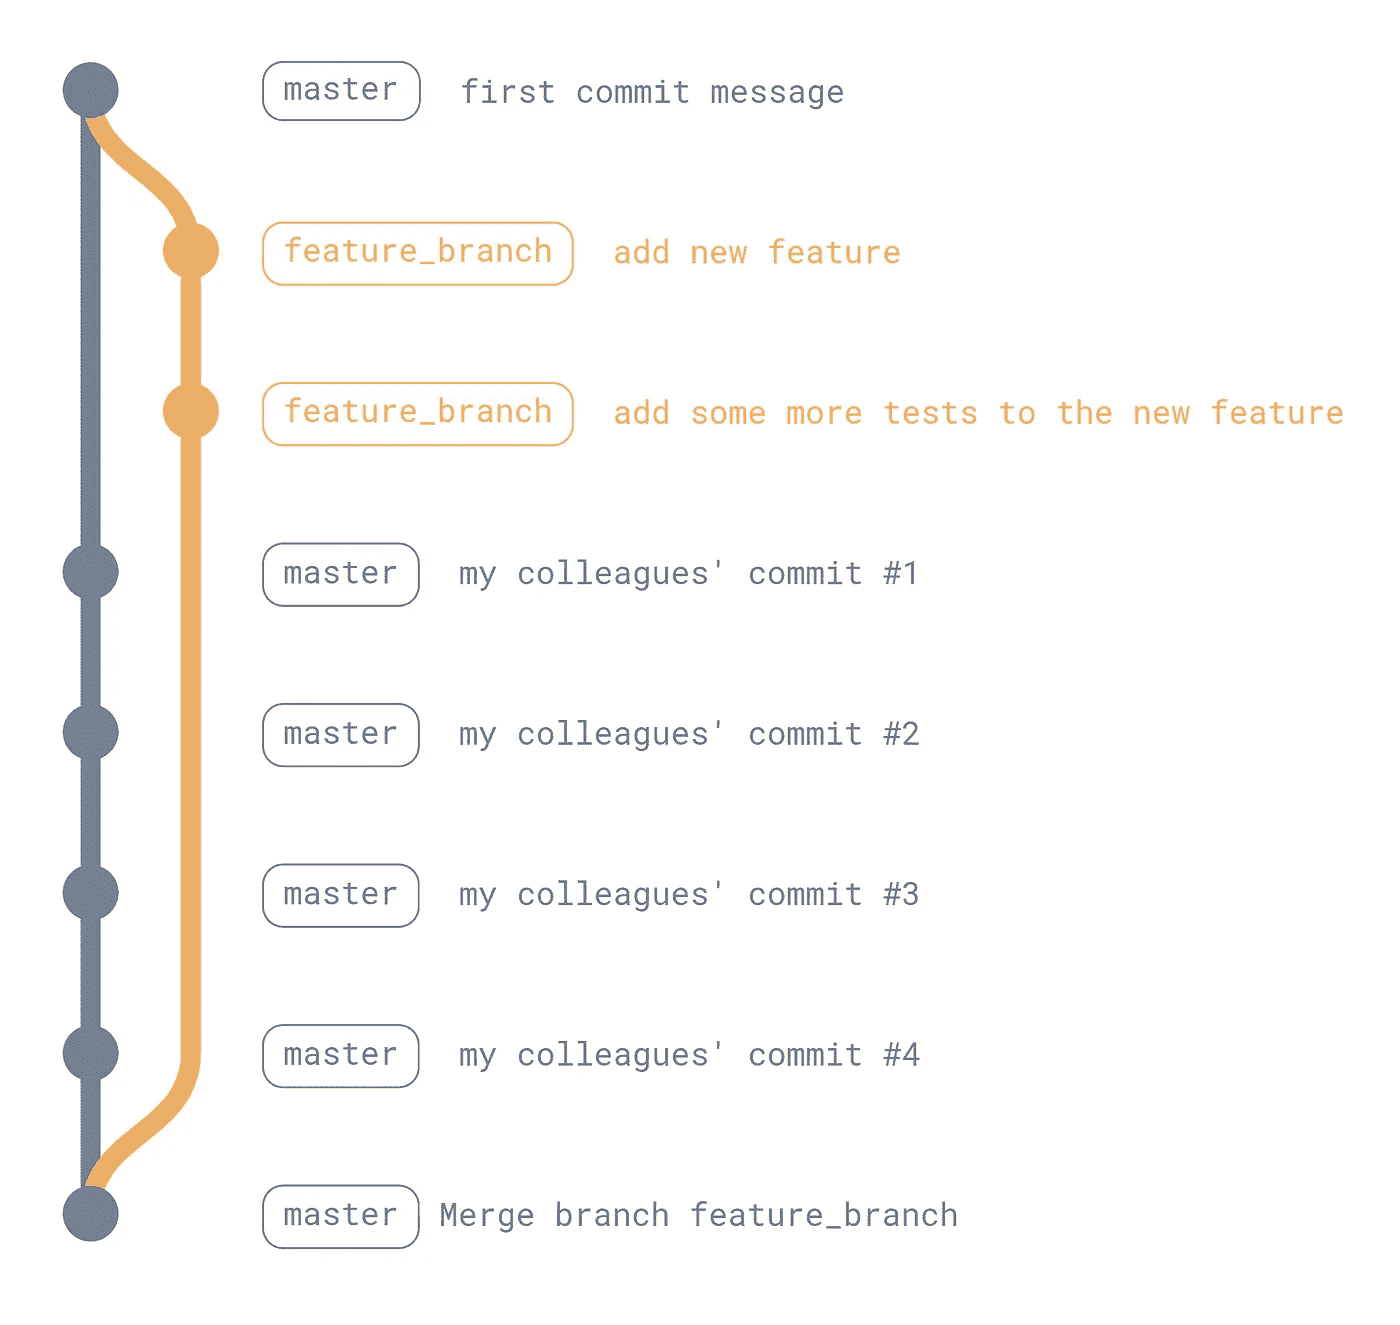 master first commit message
feature_branch add new feature
feature_branch add some more tests to the new feature
master my colleagues' commit #1
master my colleagues' commit #2
master my colleagues' commit #3
master my colleagues' commit #4
master Merge branch feature_branch